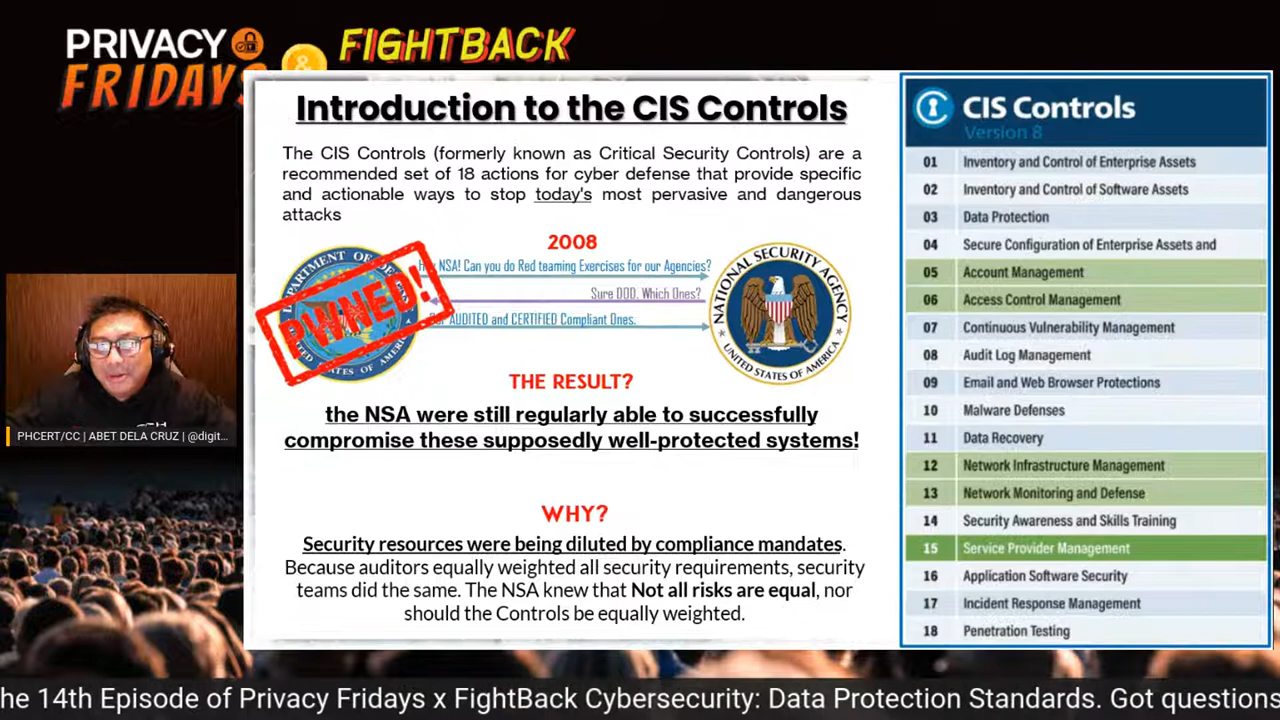 PRIVACY
FRIDAYS
&
FIGHTBACK
Introduction to the CIS Controls
The CIS Controls (formerly known as Critical Security Controls) are a
recommended set of 18 actions for cyber defense that provide specific
and actionable ways to stop today's most pervasive and dangerous
attacks
2008
NSA! Can you do Red teaming Exercises for our Agencies?
Sure DOD. Which Ones?
AUDITED and CERTIFIED Compliant Ones.
PWNED!
NATIONAL SECURITY AGENCY
UNITED STATES OF AMERICA
THE RESULT?
the NSA were still regularly able to successfully
compromise these supposedly well-protected systems!
WHY?
Security resources were being diluted by compliance mandates.
Because auditors equally weighted all security requirements, security
teams did the same. The NSA knew that Not all risks are equal, nor
should the Controls be equally weighted.
CIS Controls
Version 8
01 Inventory and Control of Enterprise Assets
02 Inventory and Control of Software Assets
03 Data Protection
04 Secure Configuration of Enterprise Assets and
05 Account Management
06 Access Control Management
07 Continuous Vulnerability Management
08 Audit Log Management
09 Email and Web Browser Protections
10 Malware Defenses
11 Data Recovery
12 Network Infrastructure Management
13 Network Monitoring and Defense
14 Security Awareness and Skills Training
15 Service Provider Management
16 Application Software Security
17 Incident Response Management
18 Penetration Testing
PHCERT/CC | ABET DELA CRUZ | @digit...
he 14th Episode of Privacy Fridays x FightBack Cybersecurity: Data Protection Standards. Got questions